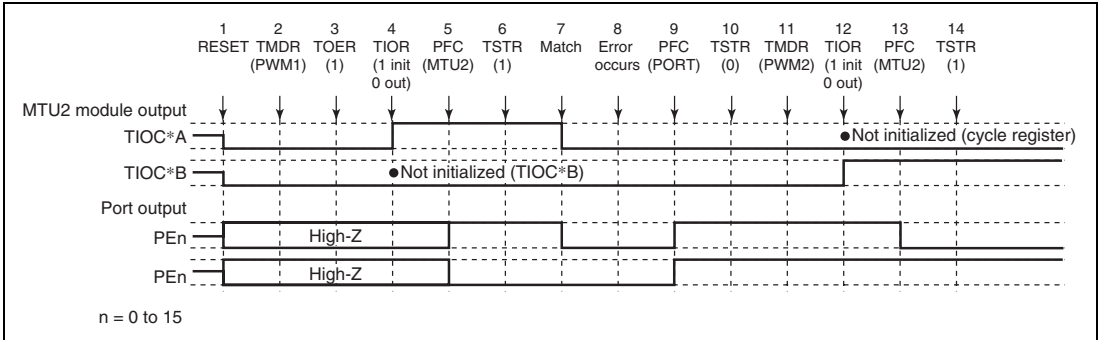 1 2 3 4 5 6 7 8 9 10 11 12 13 14
RESET TMDR TOER TIOR PFC TSTR Match Error PFC TSTR TMDR TIOR PFC TSTR
(PWM1) (1) (1 init (MTU2) (1) occurs (PORT) (0) (PWM2) (1 init (MTU2) (1)
0 out) 0 out)
MTU2 module output
TIOC*A ●Not initialized (cycle register)
TIOC*B ●Not initialized (TIOC*B)
Port output
PEn High-Z
PEn High-Z
n = 0 to 15